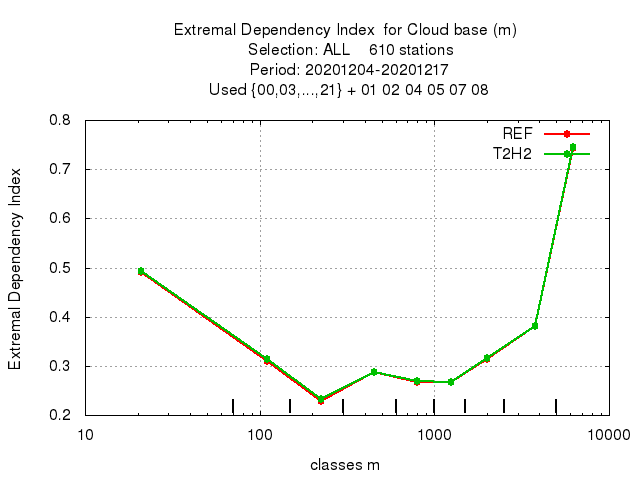 Extremal Dependency Index  for Cloud base (m)
Selection: ALL    610 stations
Period: 20201204-20201217
Used {00,03,...,21} + 01 02 04 05 07 08
REF
T2H2
0.8
0.7
0.6
0.5
0.4
0.3
0.2
Extremal Dependency Index
10
100
1000
10000
classes m